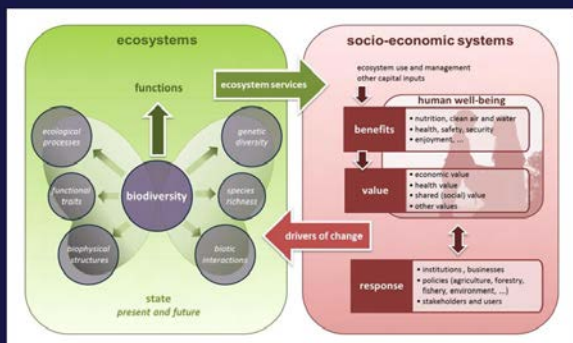 ecosystems
functions
ecological
processes
genetic
diversity
functional
traits
biodiversity
species
richness
biophysical
structures
biotic
interactions
state
present and future
ecosystem services
drivers of change
socio-economic systems
ecosystem use and management
other capital inputs
human well-being
benefits
• nutrition, clean air and water
• health, safety, security
• enjoyment, ...
value
• economic value
• health value
• shared (social) value
• other values
response
• institutions, businesses
• policies (agriculture, forestry,
fishery, environment, ...)
• stakeholders and users